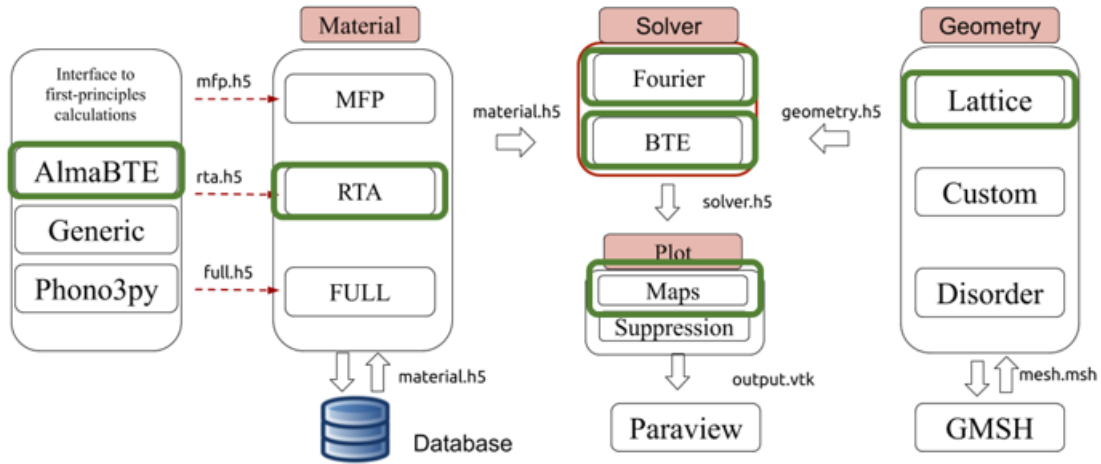 Material
Interface to
first-principles
calculations
AlmaBTE
Generic
Phono3py
mfp.h5
rta.h5
full.h5
MFP
RTA
FULL
material.h5
Database
material.h5
Solver
Fourier
BTE
solver.h5
Plot
Maps
Suppression
output.vtk
Paraview
geometry.h5
Geometry
Lattice
Custom
Disorder
mesh.msh
GMSH